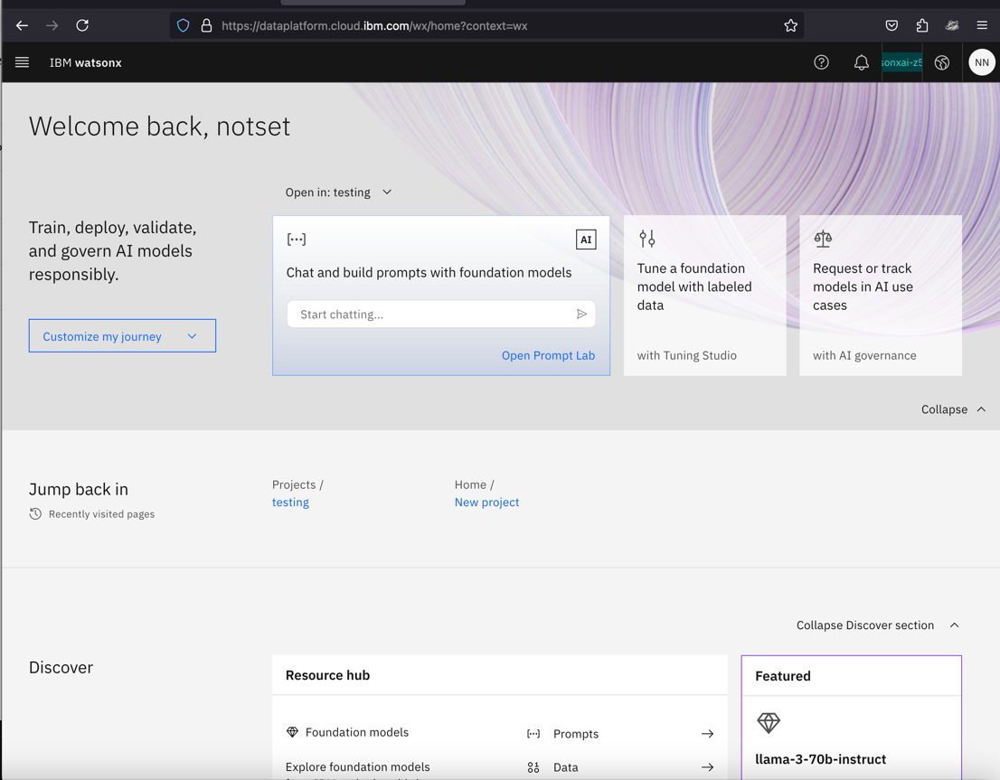 https://dataplatform.cloud.ibm.com/wx/home?context=wx
IBM watsonx
sonxai-z5
NN
Welcome back, notset
Open in: testing
Train, deploy, validate,
and govern AI models
responsibly.
Customize my journey
[...]
AI
Chat and build prompts with foundation models
Start chatting...
Open Prompt Lab
Tune a foundation
model with labeled
data
with Tuning Studio
Request or track
models in AI use
cases
with AI governance
Collapse
Jump back in
Recently visited pages
Projects /
testing
Home /
New project
Collapse Discover section
Discover
Resource hub
Foundation models
Explore foundation models
[...] Prompts
Data
Featured
llama-3-70b-instruct